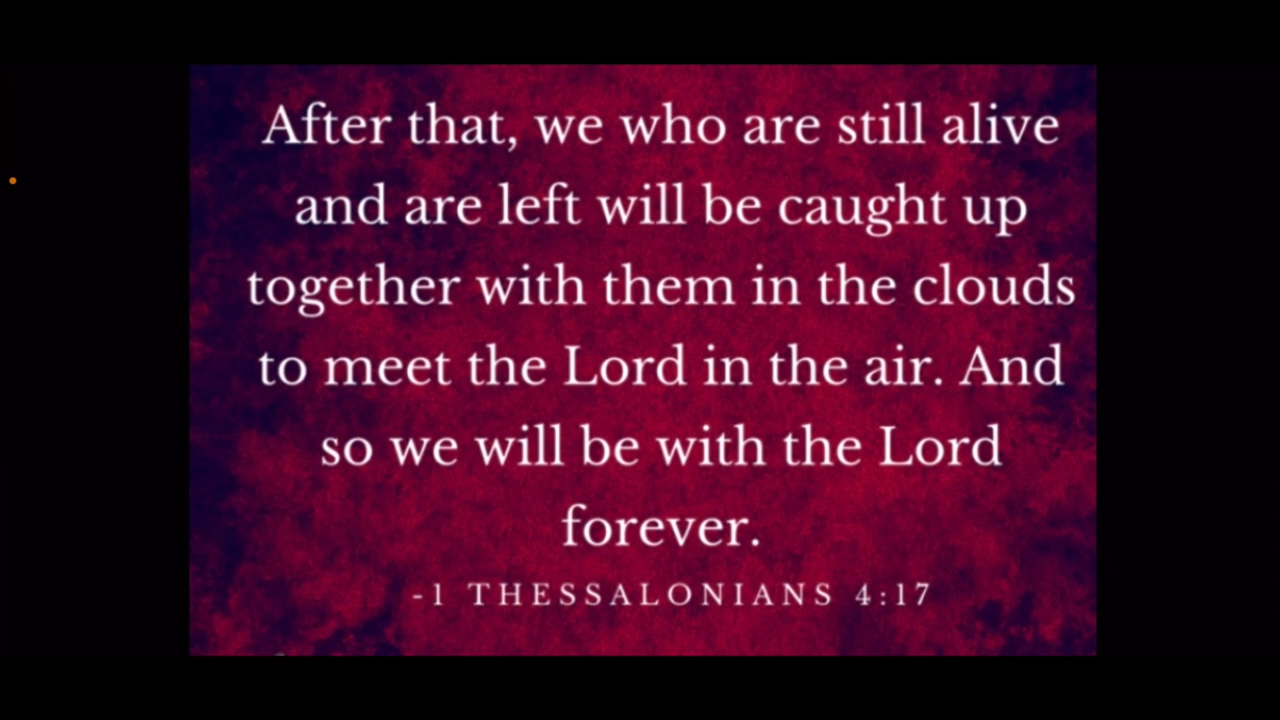 After that, we who are still alive
and are left will be caught up
together with them in the clouds
to meet the Lord in the air. And
so we will be with the Lord
forever.
-1 THESSALONIANS 4:17